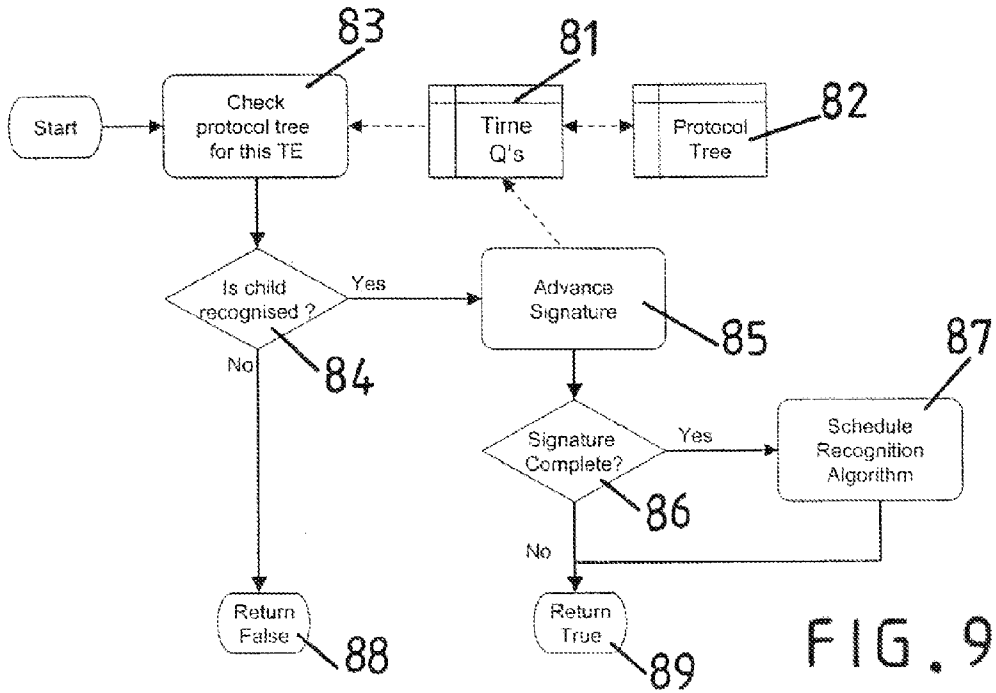 83
81
82
Start
Check
protocol tree
for this TE
Time
Q's
Protocol
Tree
Is child
recognised ?
Yes
Advance
Signature
84
85
87
No
Signature
Complete?
Yes
Schedule
Recognition
Algorithm
86
No
Return
False
Return
True
88
89
FIG. 9